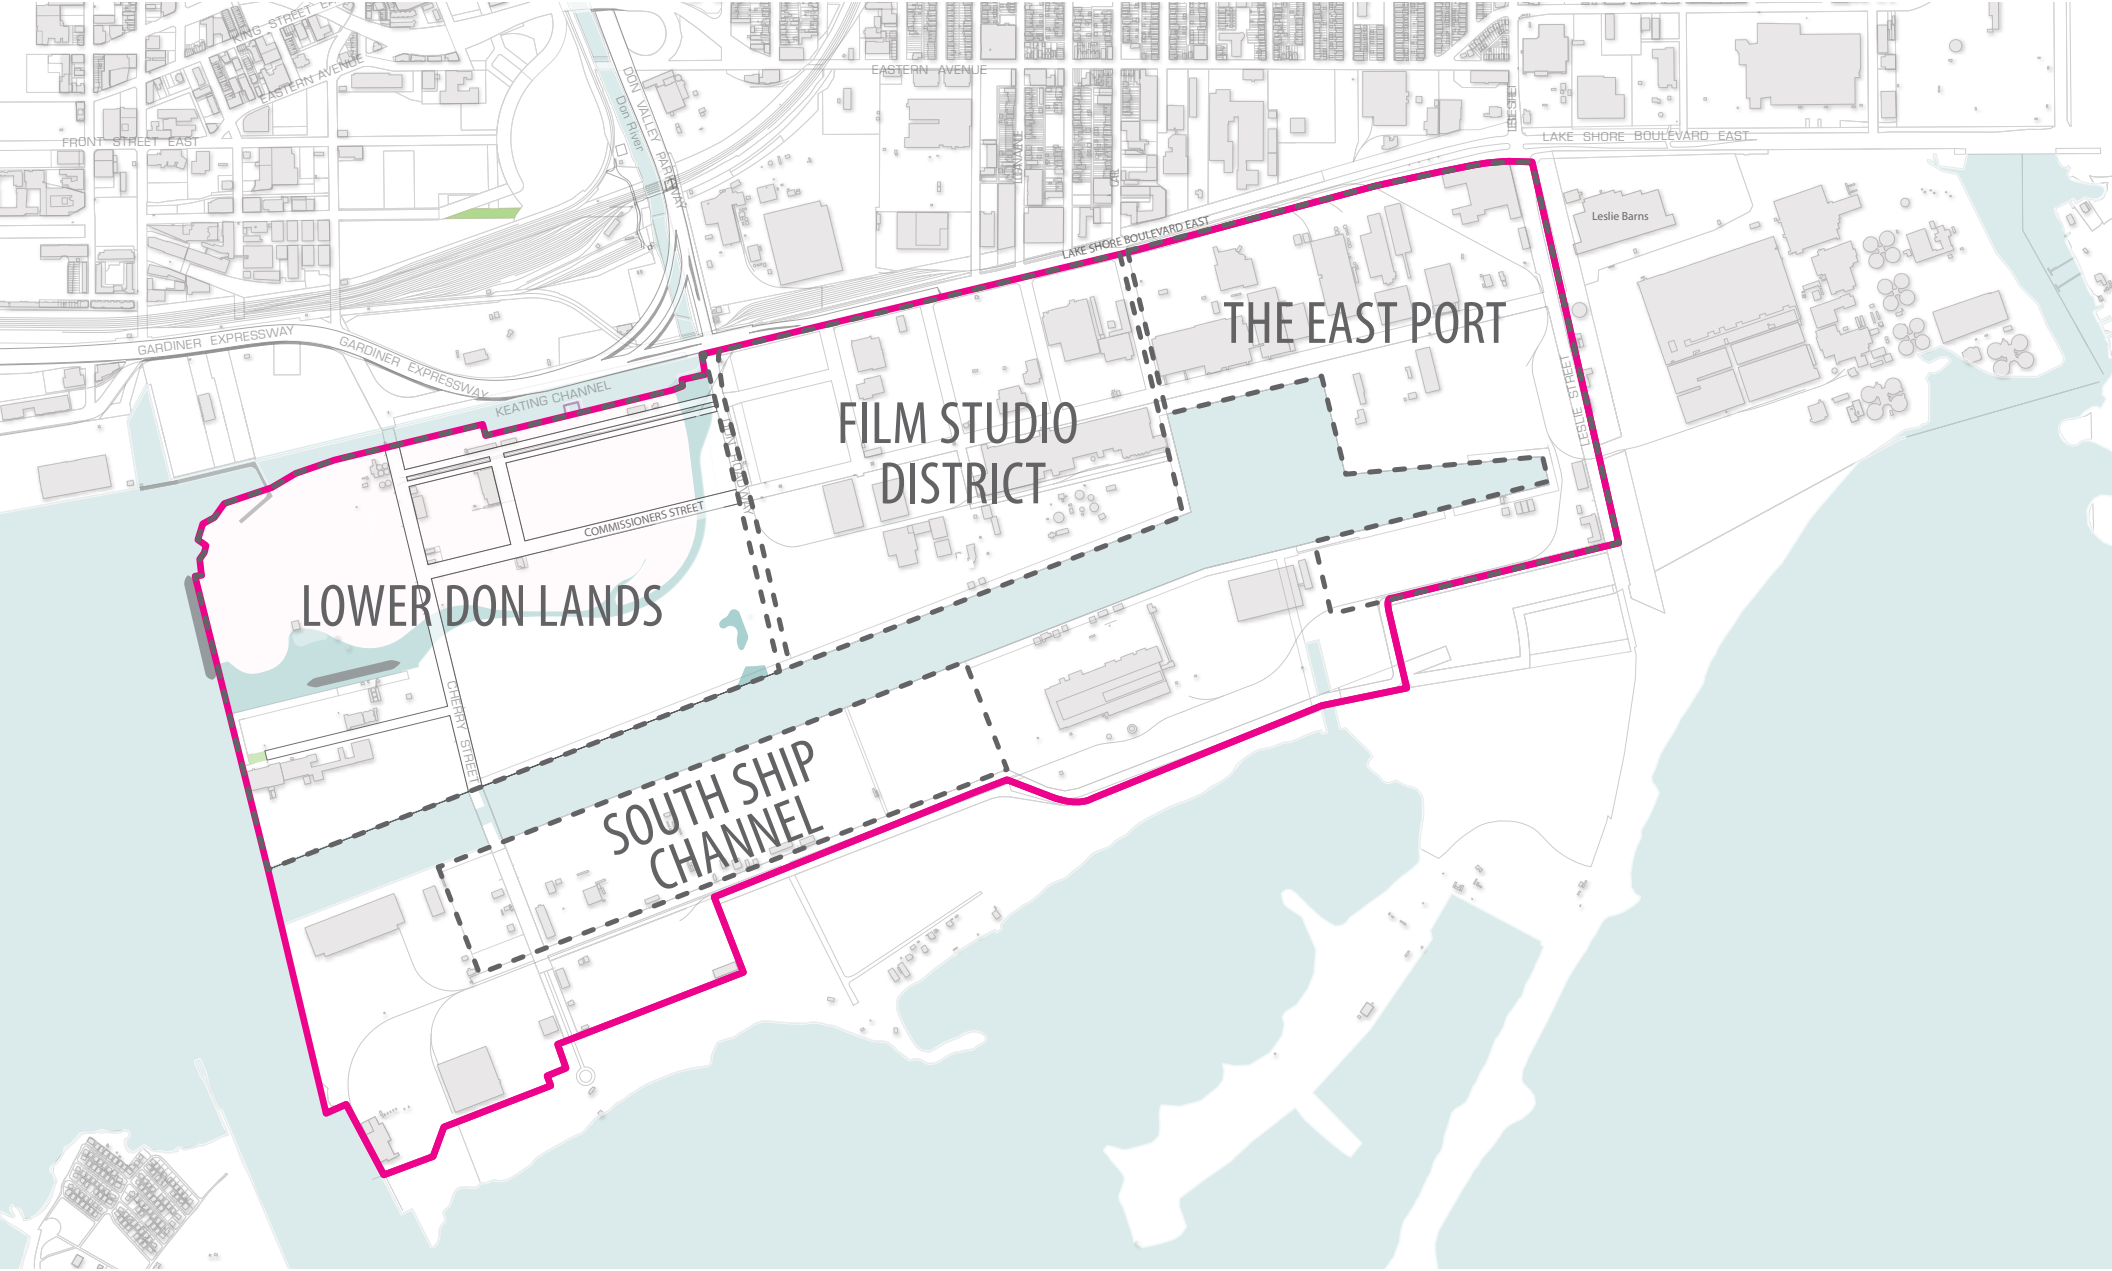 KING STREET
EASTERN AVENUE
FRONT STREET EAST
DON VALLEY PARKWAY
Don River
EASTERN AVENUE
LESLIE
LAKE SHORE BOULEVARD EAST
Leslie Barns
LAKE SHORE BOULEVARD EAST
THE EAST PORT
GARDINER EXPRESSWAY
GARDINER EXPRESSWAY
KEATING CHANNEL
LESLIE STREET
FILM STUDIO
DISTRICT
COMMISSIONERS STREET
LOWER DON LANDS
CHERRY STREET
SOUTH SHIP
CHANNEL